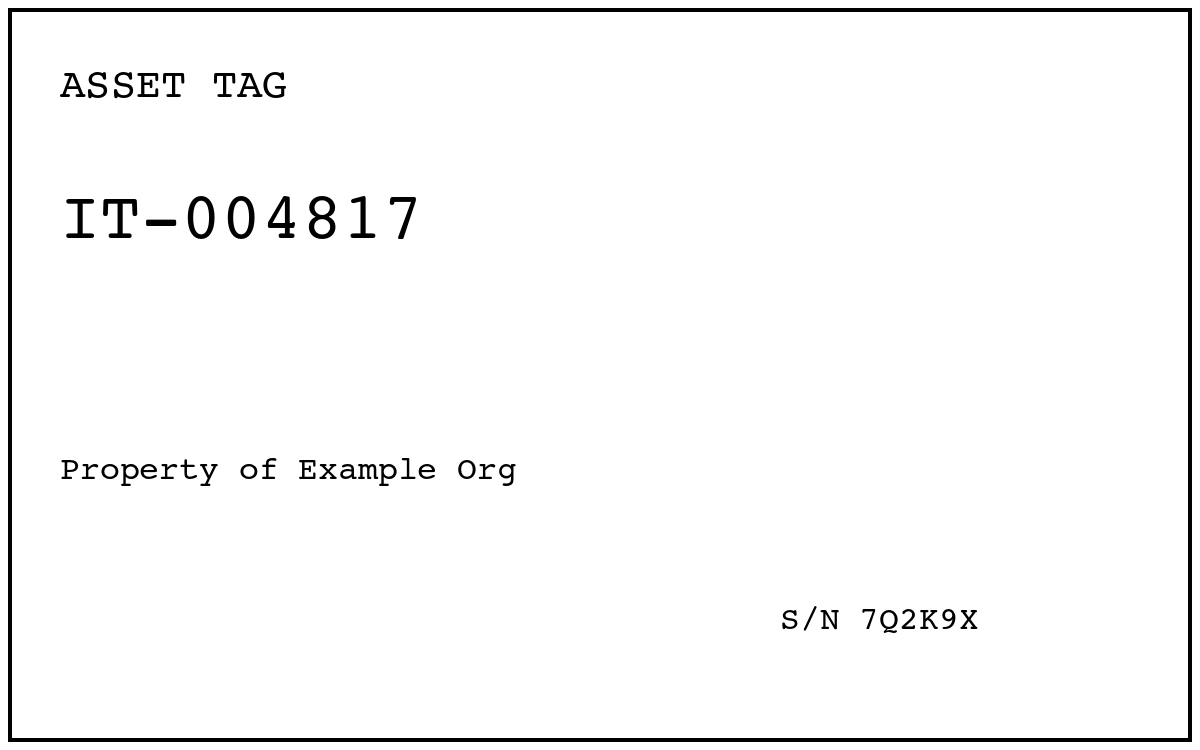 ASSET TAG
IT-004817
Property of Example Org
S/N 7Q2K9X